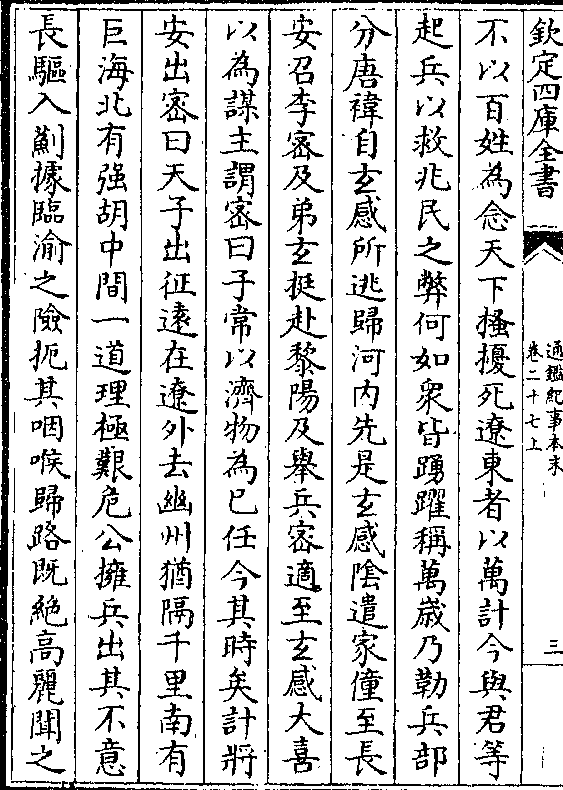 欽定四庫全書
通鑑紀事本末
卷二十七上
三
不以百姓為念天下搔擾死遼東者以萬計今與君等
起兵以救兆民之弊何如衆皆踴躍稱萬歲乃勒兵部
分唐禕自玄感所逃歸河内先是玄感陰遣家僮至長
安召李密及弟玄挺赴黎陽及舉兵密適至玄感大喜
以為謀主謂密曰子常以濟物為已任今其時矣計將
安出密曰天子出征遠在遼外去幽州猶隔千里南有
巨海北有强胡中間一道理極艱危公擁兵出其不意
長驅入薊據臨渝之險扼其咽喉歸路既絶高麗聞之